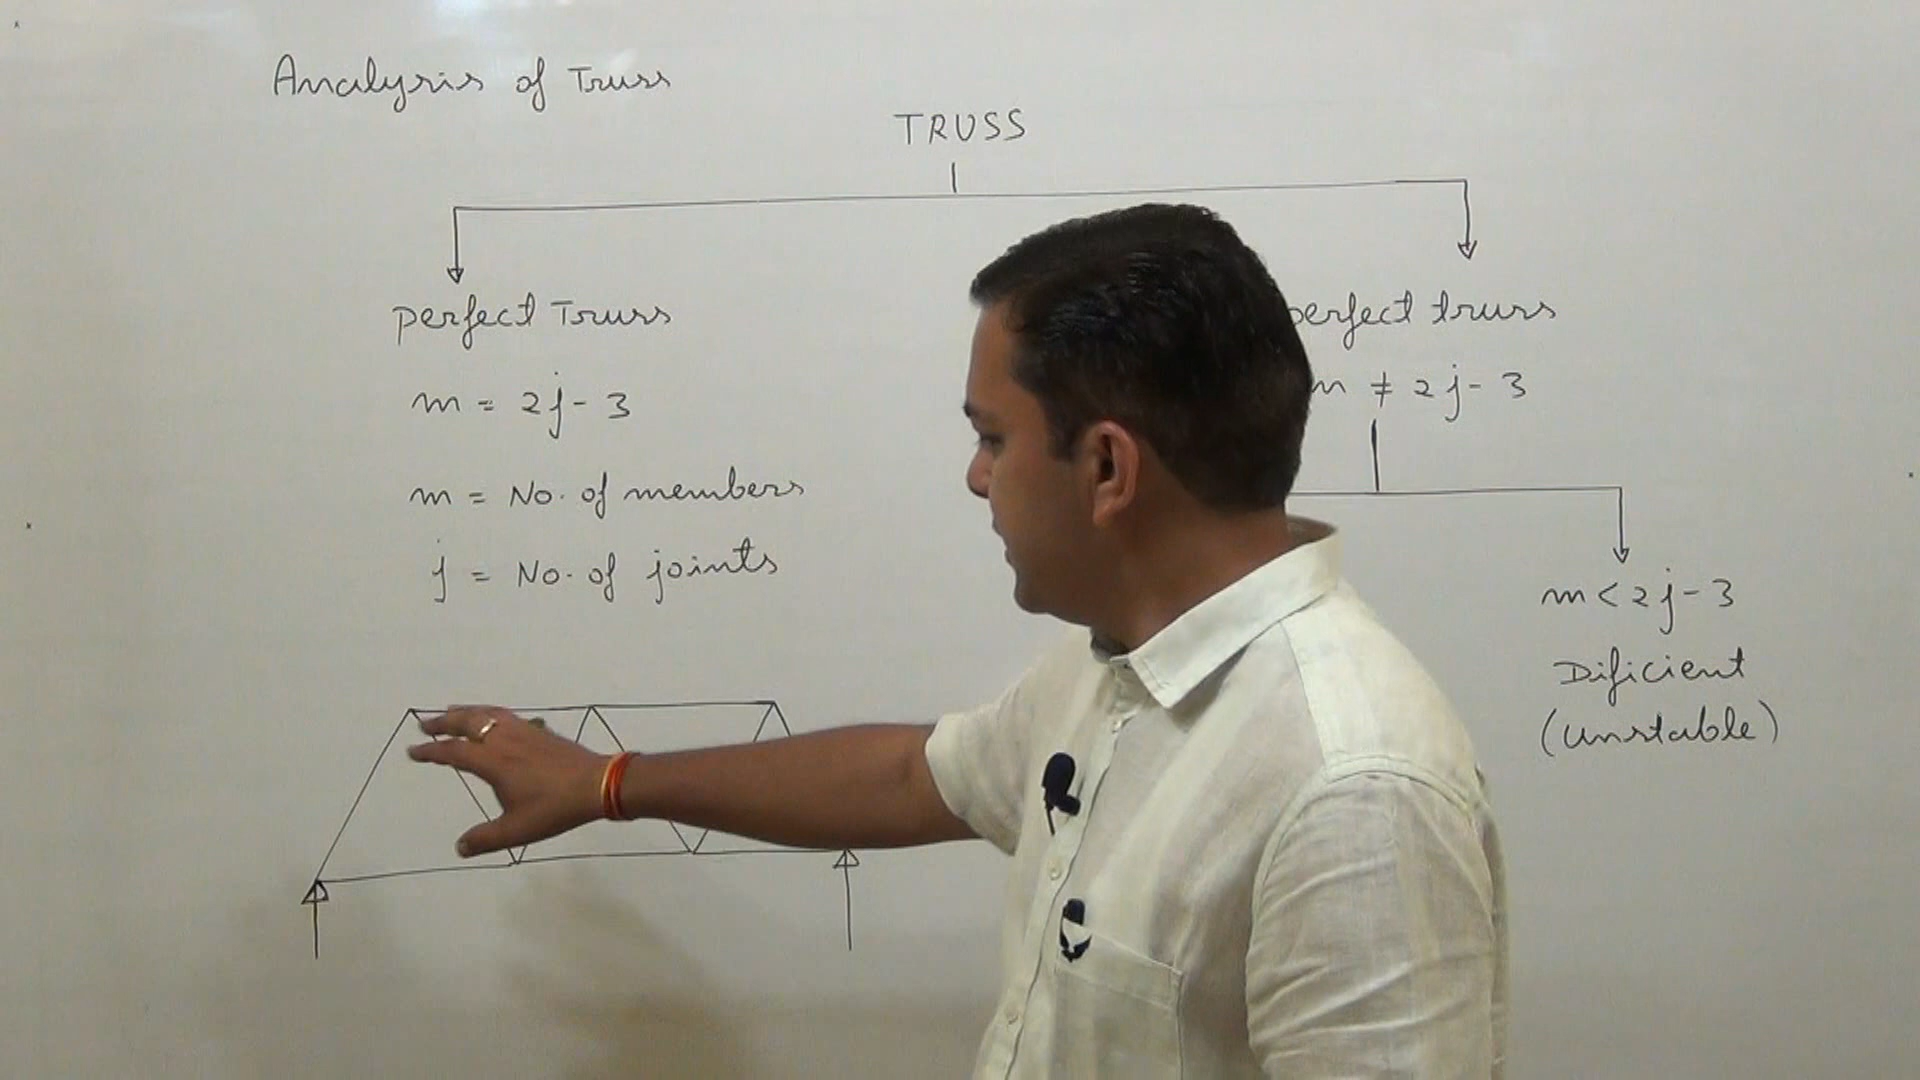 Analysis of Truss
TRUSS
perfect Truss
m = 2j - 3
m = No. of members
j = No. of joints
perfect truss
m ≠ 2j - 3
m < 2j - 3
Dificient
(unstable)